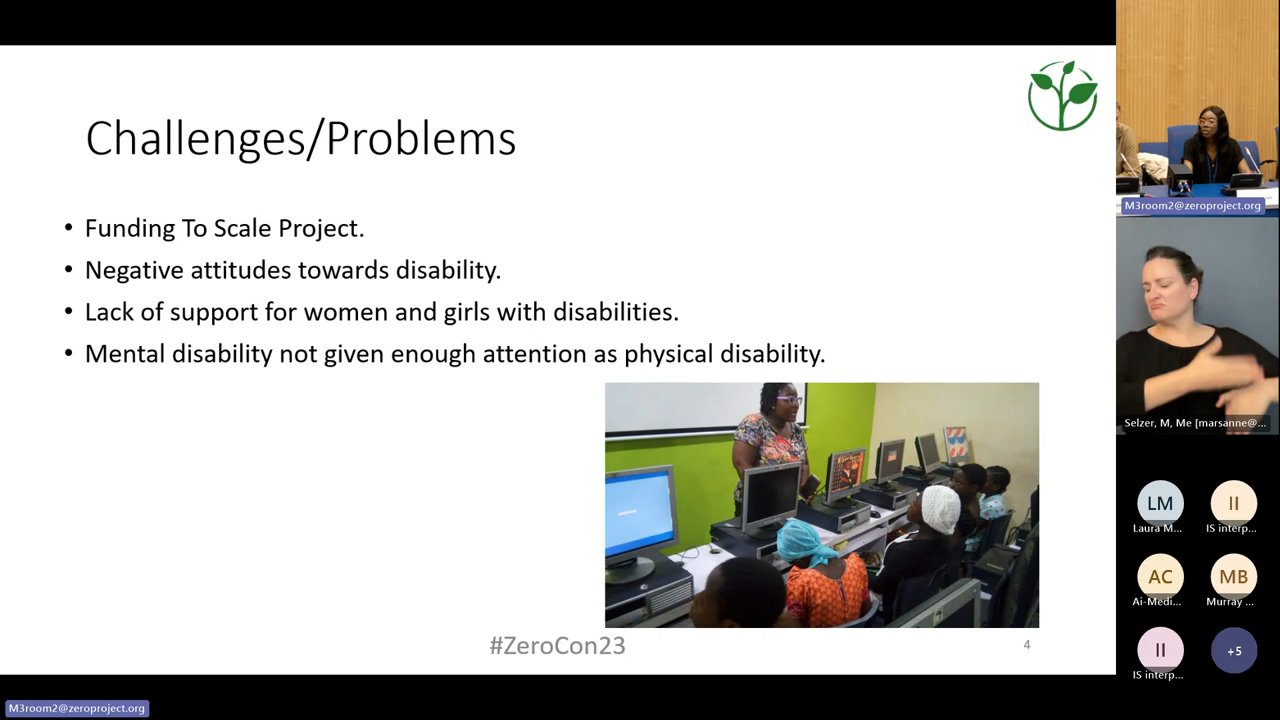 Challenges/Problems
• Funding To Scale Project.
• Negative attitudes towards disability.
• Lack of support for women and girls with disabilities.
• Mental disability not given enough attention as physical disability.
#ZeroCon23
4
M3room2@zeroproject.org
M3room2@zeroproject.org
Selzer, M, Me [marsanne@...
LM
Laura M...
II
IS interp...
AC
Ai-Medi...
MB
Murray ...
II
IS interp...
+5